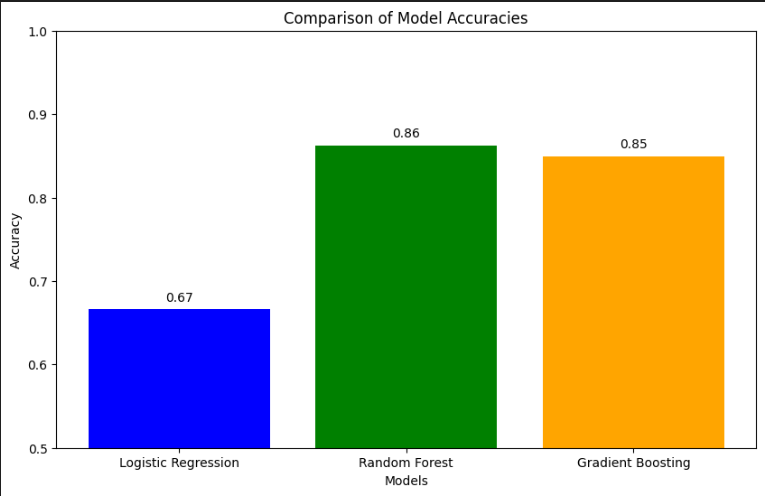 Comparison of Model Accuracies
1.0
0.9
0.8
0.7
0.6
0.5
Accuracy
0.67
0.86
0.85
Logistic Regression
Random Forest
Gradient Boosting
Models